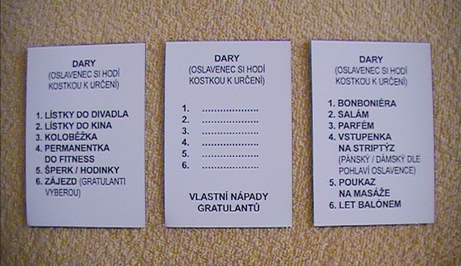 DARY
(OSLAVENEC SI HODÍ
KOSTKOU K URČENÍ)
1. LÍSTKY DO DIVADLA
2. LÍSTKY DO KINA
3. KOLOBĚŽKA
4. PERMANENTKA
DO FITNESS
5. ŠPERK / HODINKY
6. ZÁJEZD (GRATULANTI
VYBEROU)
DARY
(OSLAVENEC SI HODÍ
KOSTKOU K URČENÍ)
1. ....................
2. ....................
3. ....................
4. ....................
5. ....................
6. ....................
VLASTNÍ NÁPADY
GRATULANTŮ
DARY
(OSLAVENEC SI HODÍ
KOSTKOU K URČENÍ)
1. BONBONIÉRA
2. SALÁM
3. PARFÉM
4. VSTUPENKA
NA STRIPTÝZ
(PÁNSKÝ / DÁMSKÝ DLE
POHLAVÍ OSLAVENCE)
5. POUKAZ
NA MASÁŽE
6. LET BALÓNEM